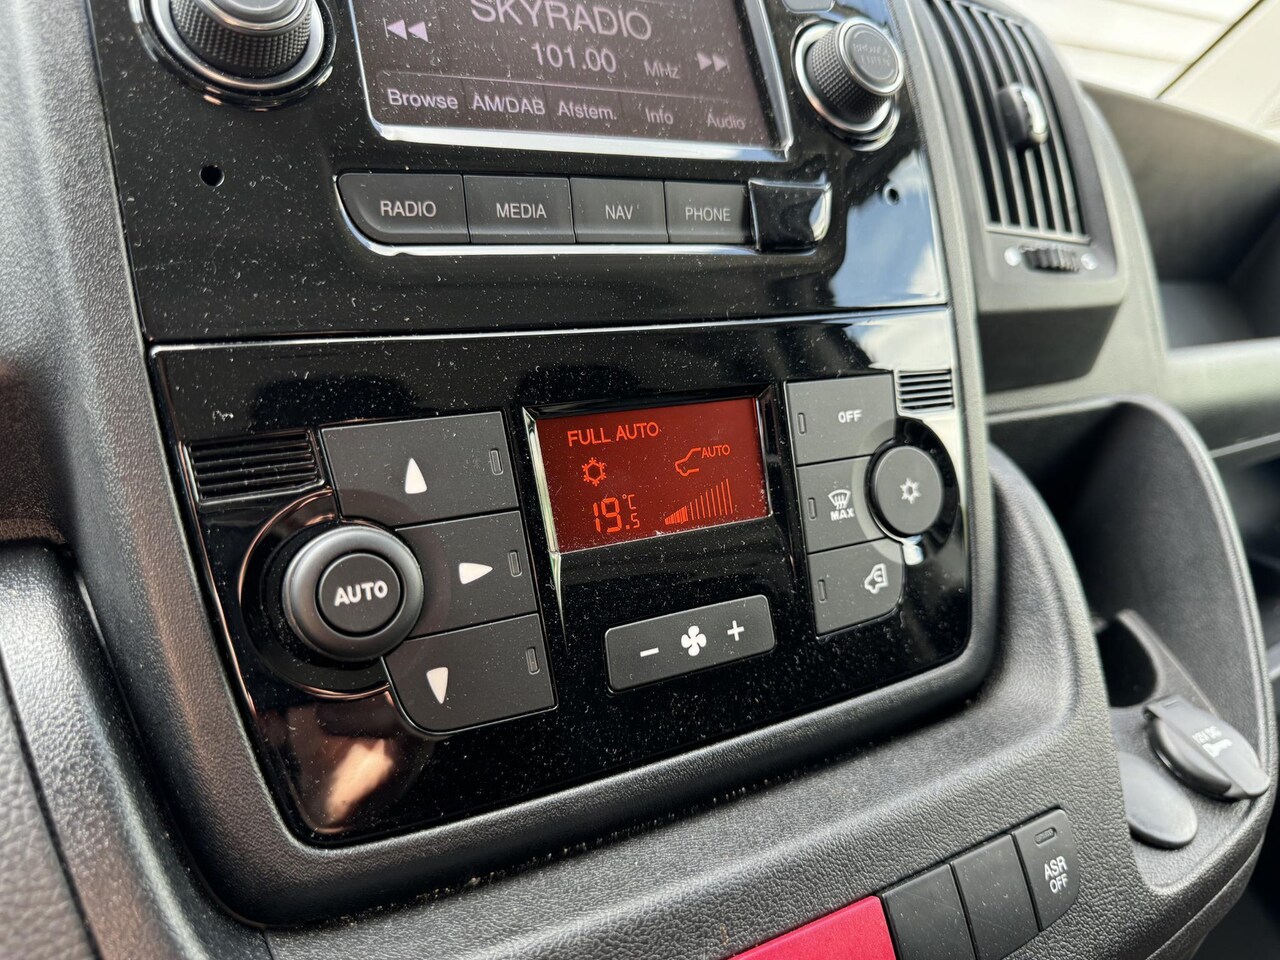 SKYRADIO
101.00 MHz
Browse AM/DAB Afstem. Info Audio
RADIO MEDIA NAV PHONE
OFF
FULL AUTO
AUTO
19.5 °C
MAX
AUTO
- +
ASR
OFF